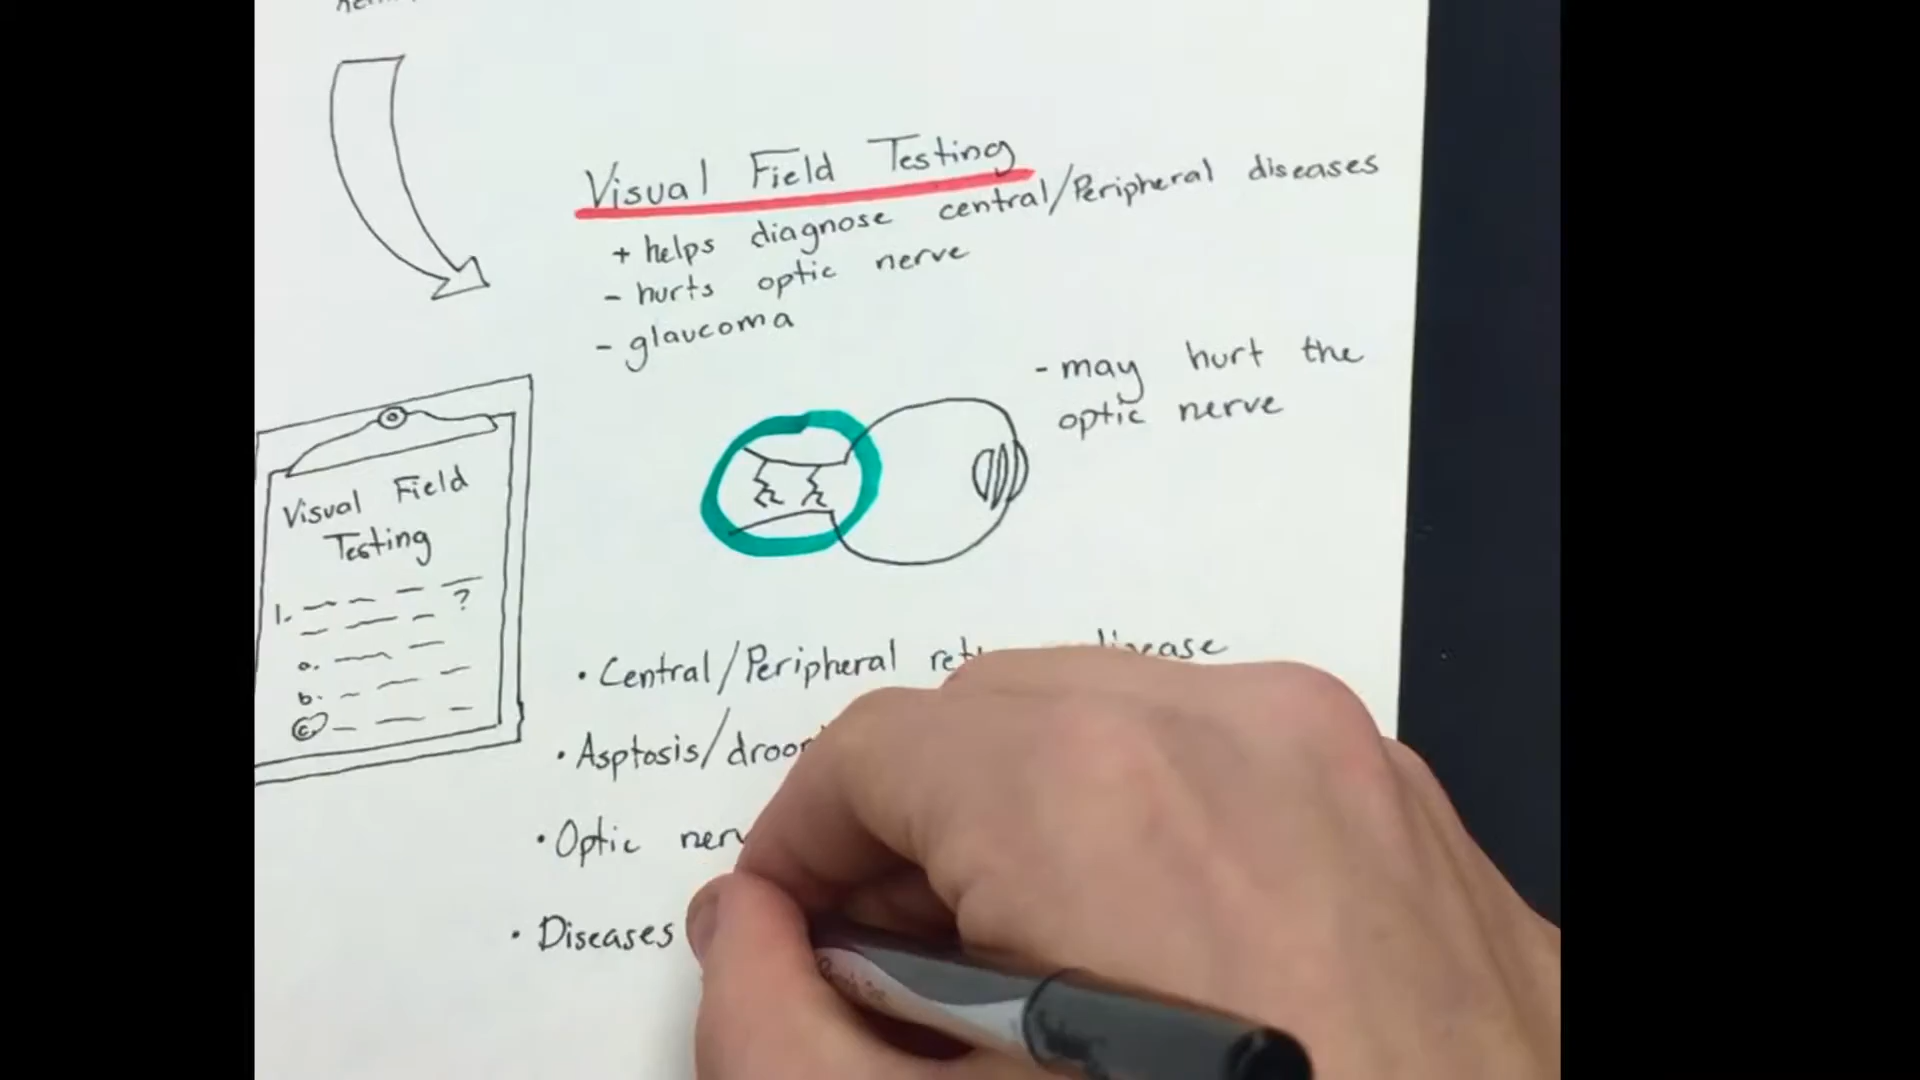 Visual Field Testing
+ helps diagnose central/Peripheral diseases
- hurts optic nerve
- glaucoma
- may hurt the
optic nerve
Visual Field
Testing
1.
?
a.
b.
c.
• Central/Peripheral disease
• Asptosis/
• Optic
• Diseases